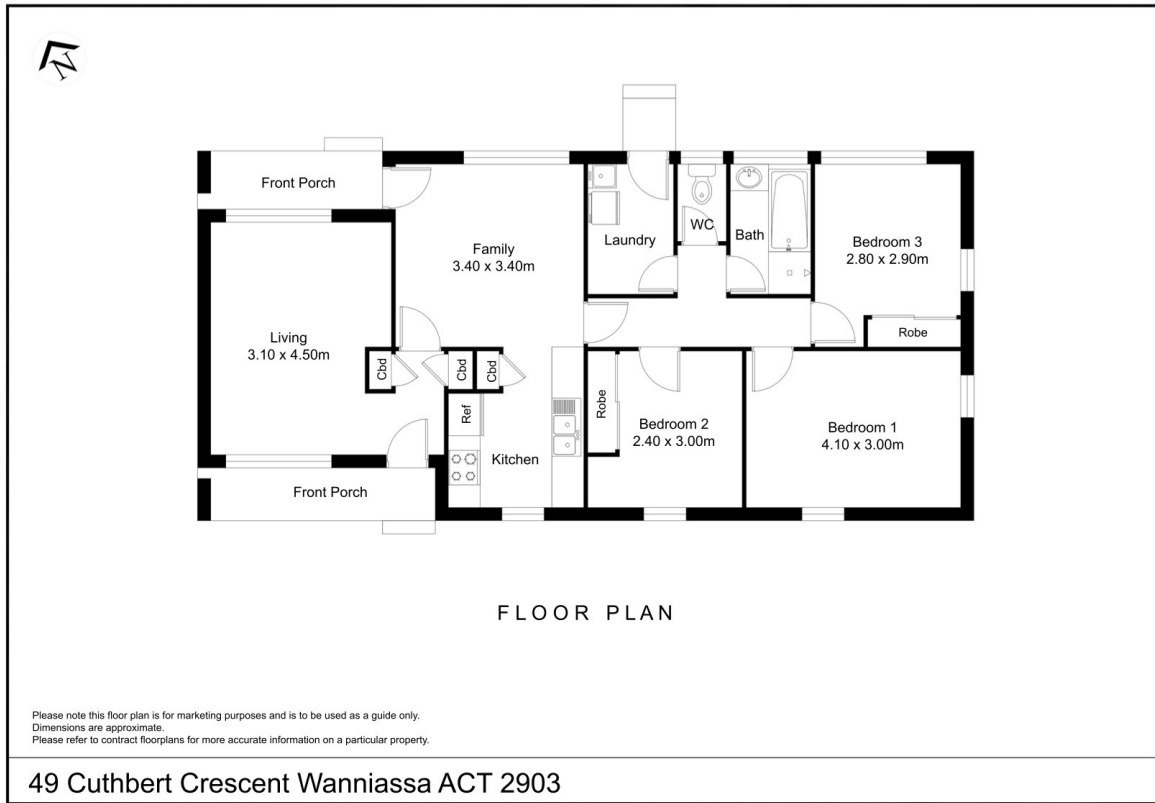 N
Front Porch
Family
3.40 x 3.40m
Laundry
WC
Bath
Bedroom 3
2.80 x 2.90m
Robe
Living
3.10 x 4.50m
Cbd
Cbd
Cbd
Ref
Kitchen
Robe
Bedroom 2
2.40 x 3.00m
Bedroom 1
4.10 x 3.00m
Front Porch
FLOOR PLAN
Please note this floor plan is for marketing purposes and is to be used as a guide only.
Dimensions are approximate.
Please refer to contract floorplans for more accurate information on a particular property.
49 Cuthbert Crescent Wanniassa ACT 2903